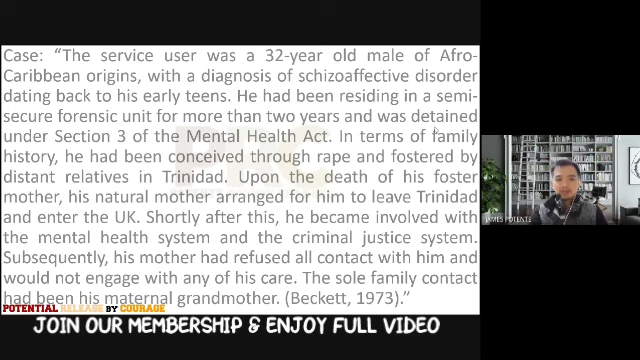 Case: “The service user was a 32-year old male of Afro-
Caribbean origins, with a diagnosis of schizoaffective disorder
dating back to his early teens. He had been residing in a semi-
secure forensic unit for more than two years and was detained
under Section 3 of the Mental Health Act. In terms of family
history, he had been conceived through rape and fostered by
distant relatives in Trinidad. Upon the death of his foster
mother, his natural mother arranged for him to leave Trinidad
and enter the UK. Shortly after this, he became involved with
the mental health system and the criminal justice system.
Subsequently, his mother had refused all contact with him and
would not engage with any of his care. The sole family contact
had been his maternal grandmother. (Beckett, 1973).”
JAMES POTENTE
POTENTIAL RELEASE BY COURAGE
JOIN OUR MEMBERSHIP & ENJOY FULL VIDEO